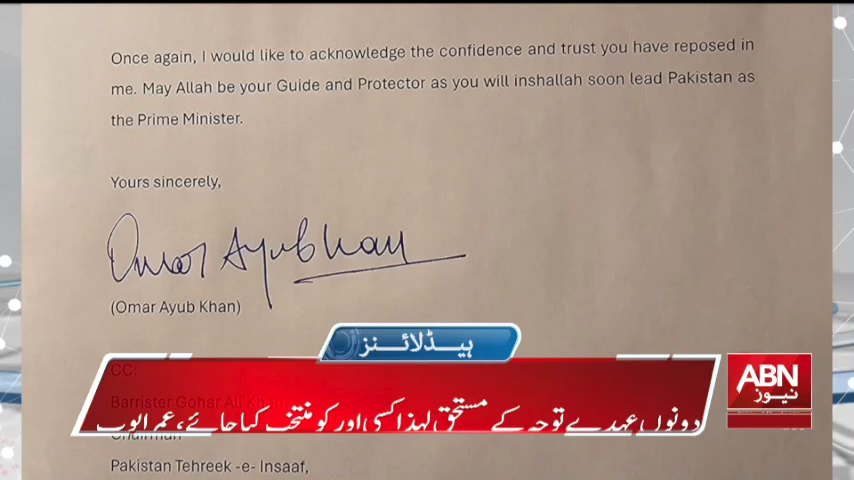 Once again, I would like to acknowledge the confidence and trust you have reposed in
me. May Allah be your Guide and Protector as you will inshallah soon lead Pakistan as
the Prime Minister.
Yours sincerely,
Omar Ayub Khan
(Omar Ayub Khan)
ہیڈلائنز
CC:
Barrister Gohar Ali Khan
دونوں عہدے توجہ کے مستحق لہذا کسی اور کو منتخب کیا جائے، عمر ایوب
ABN
نیوز
Chairman
Pakistan Tehreek -e- Insaaf,